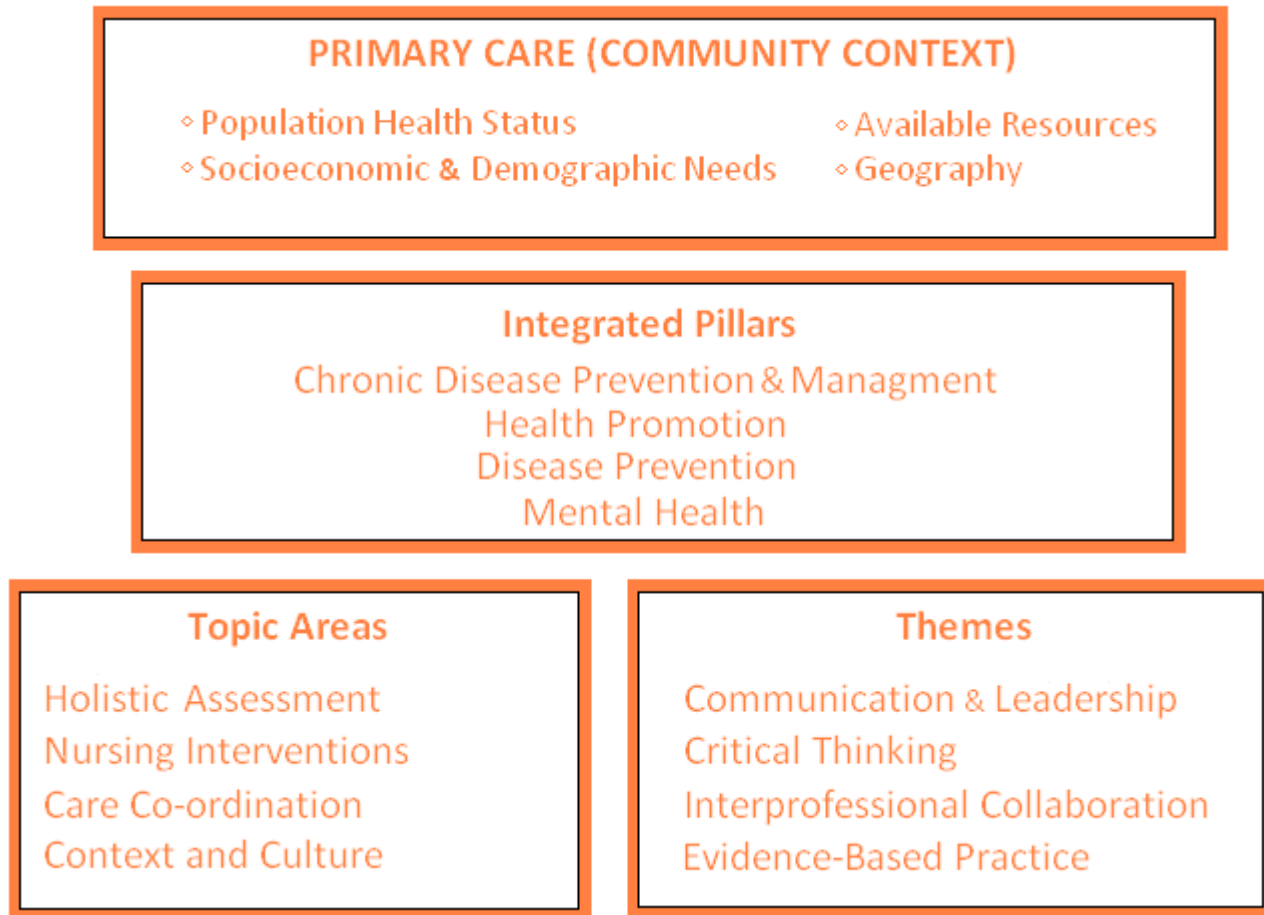 PRIMARY CARE (COMMUNITY CONTEXT)
◦ Population Health Status
◦ Socioeconomic & Demographic Needs
◦ Available Resources
◦ Geography
Integrated Pillars
Chronic Disease Prevention & Managment
Health Promotion
Disease Prevention
Mental Health
Topic Areas
Holistic Assessment
Nursing Interventions
Care Co-ordination
Context and Culture
Themes
Communication & Leadership
Critical Thinking
Interprofessional Collaboration
Evidence-Based Practice